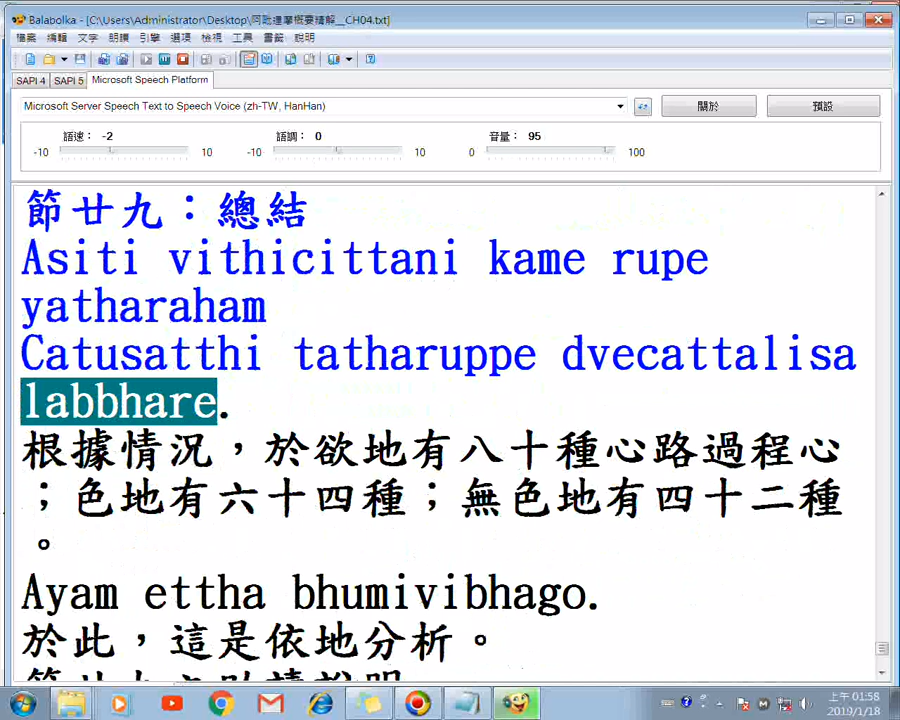 Balabolka - [C:\Users\Administrator\Desktop\阿毗達摩概要精解__CH04.txt]
檔案 編輯 文字 朗讀 引擎 選項 檢視 工具 書籤 說明
SAPI 4 SAPI 5 Microsoft Speech Platform
Microsoft Server Speech Text to Speech Voice (zh-TW, HanHan) 關於 預設
語速： -2 語調： 0 音量： 95
-10 10 -10 10 0 100
節廿九：總結
Asiti vithicittani kame rupe
yatharaham
Catusatthi tatharuppe dvecattalisa
labbhare.
根據情況，於欲地有八十種心路過程心
；色地有六十四種；無色地有四十二種
。
Ayam ettha bhumivibhago.
於此，這是依地分析。
上午 01:58
2019/1/18